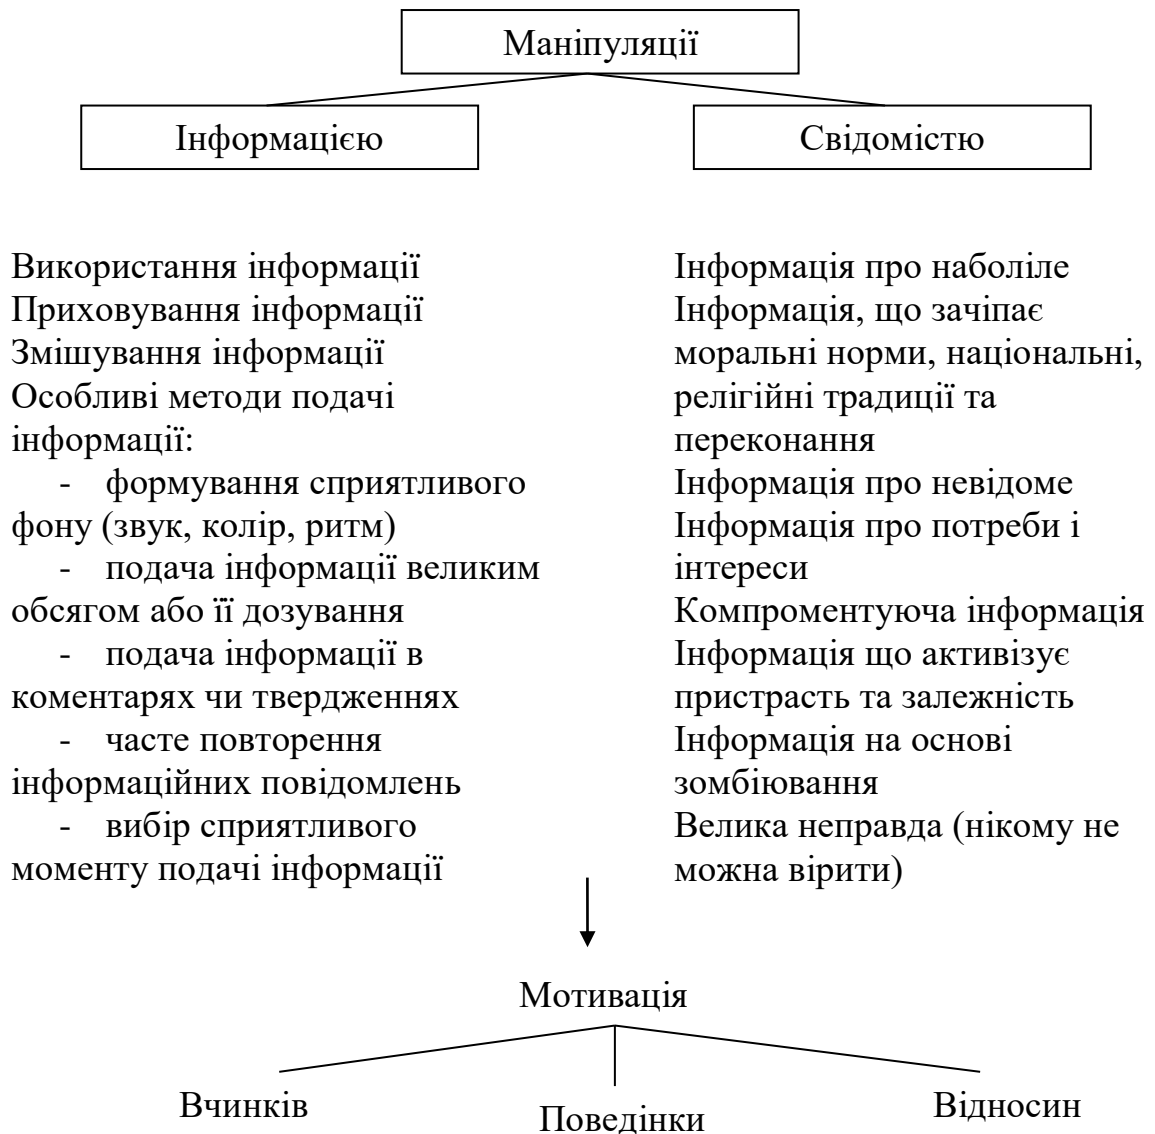 Маніпуляції
Інформацією
Свідомістю
Використання інформації
Приховування інформації
Змішування інформації
Особливі методи подачі
інформації:
- формування сприятливого
фону (звук, колір, ритм)
- подача інформації великим
обсягом або її дозування
- подача інформації в
коментарях чи твердженнях
- часте повторення
інформаційних повідомлень
- вибір сприятливого
моменту подачі інформації
Інформація про наболіле
Інформація, що зачіпає
моральні норми, національні,
релігійні традиції та
переконання
Інформація про невідоме
Інформація про потреби і
інтереси
Компроментуюча інформація
Інформація що активізує
пристрасть та залежність
Інформація на основі
зомбіювання
Велика неправда (нікому не
можна вірити)
Мотивація
Вчинків
Поведінки
Відносин